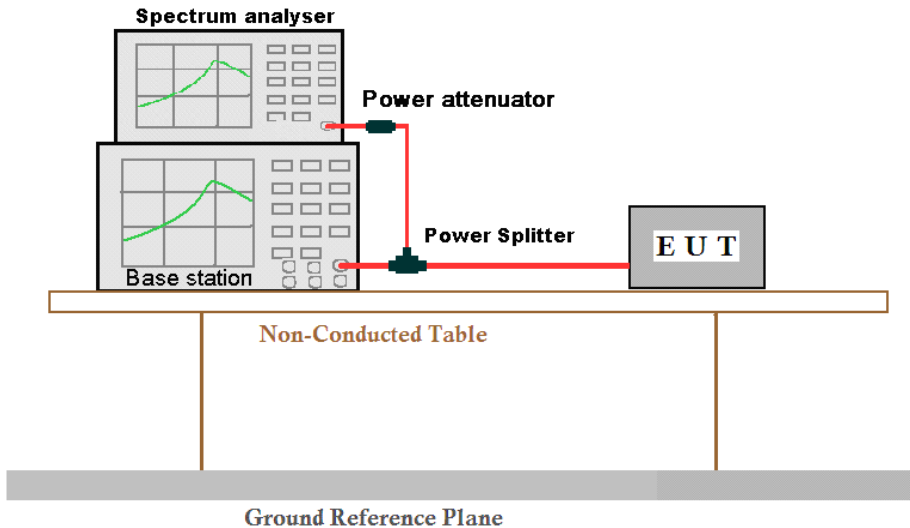 Spectrum analyser
Power attenuator
Power Splitter
E U T
Base station
Non-Conducted Table
Ground Reference Plane